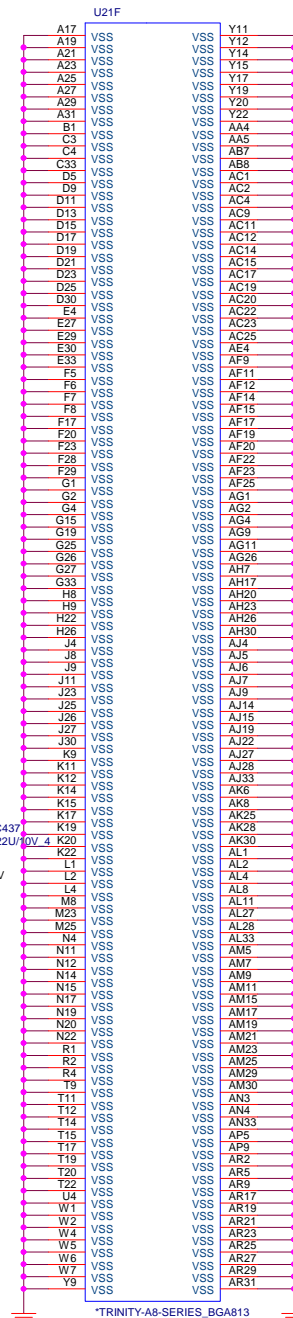 U21F
A17 VSS VSS Y11
A19 VSS VSS Y12
A21 VSS VSS Y14
A23 VSS VSS Y15
A25 VSS VSS Y17
A27 VSS VSS Y19
A29 VSS VSS Y20
A31 VSS VSS Y22
B1 VSS VSS AA4
C3 VSS VSS AA5
C4 VSS VSS AB7
C33 VSS VSS AB8
D5 VSS VSS AC1
D9 VSS VSS AC2
D11 VSS VSS AC4
D13 VSS VSS AC9
D15 VSS VSS AC11
D17 VSS VSS AC12
D19 VSS VSS AC14
D21 VSS VSS AC15
D23 VSS VSS AC17
D25 VSS VSS AC19
D30 VSS VSS AC20
E4 VSS VSS AC22
E27 VSS VSS AC23
E29 VSS VSS AC25
E30 VSS VSS AE4
E33 VSS VSS AF9
F5 VSS VSS AF11
F6 VSS VSS AF12
F7 VSS VSS AF14
F8 VSS VSS AF15
F17 VSS VSS AF17
F20 VSS VSS AF19
F23 VSS VSS AF20
F28 VSS VSS AF22
F29 VSS VSS AF23
G1 VSS VSS AF25
G2 VSS VSS AG1
G4 VSS VSS AG2
G15 VSS VSS AG4
G19 VSS VSS AG9
G25 VSS VSS AG11
G26 VSS VSS AG26
G27 VSS VSS AH7
G33 VSS VSS AH17
H8 VSS VSS AH20
H9 VSS VSS AH23
H22 VSS VSS AH26
H26 VSS VSS AH30
J4 VSS VSS AJ4
J8 VSS VSS AJ5
J9 VSS VSS AJ6
J11 VSS VSS AJ7
J23 VSS VSS AJ9
J25 VSS VSS AJ14
J26 VSS VSS AJ15
J27 VSS VSS AJ19
J30 VSS VSS AJ22
K9 VSS VSS AJ27
K11 VSS VSS AJ28
K12 VSS VSS AJ33
K14 VSS VSS AK6
K15 VSS VSS AK8
K17 VSS VSS AK25
C437 K19 VSS VSS AK28
22U/10V_4 K20 VSS VSS AK30
K22 VSS VSS AL1
L1 VSS VSS AL2
L2 VSS VSS AL4
L4 VSS VSS AL8
M8 VSS VSS AL11
M23 VSS VSS AL27
M25 VSS VSS AL28
N4 VSS VSS AL33
N11 VSS VSS AM5
N12 VSS VSS AM7
N14 VSS VSS AM9
N15 VSS VSS AM11
N17 VSS VSS AM15
N19 VSS VSS AM17
N20 VSS VSS AM19
N22 VSS VSS AM21
R1 VSS VSS AM23
R2 VSS VSS AM25
R4 VSS VSS AM29
T9 VSS VSS AM30
T11 VSS VSS AN3
T12 VSS VSS AN4
T14 VSS VSS AN33
T15 VSS VSS AP5
T17 VSS VSS AP9
T19 VSS VSS AR2
T20 VSS VSS AR5
T22 VSS VSS AR9
U4 VSS VSS AR17
W1 VSS VSS AR19
W2 VSS VSS AR21
W4 VSS VSS AR23
W5 VSS VSS AR25
W6 VSS VSS AR27
W7 VSS VSS AR29
Y9 VSS VSS AR31
*TRINITY-A8-SERIES_BGA813